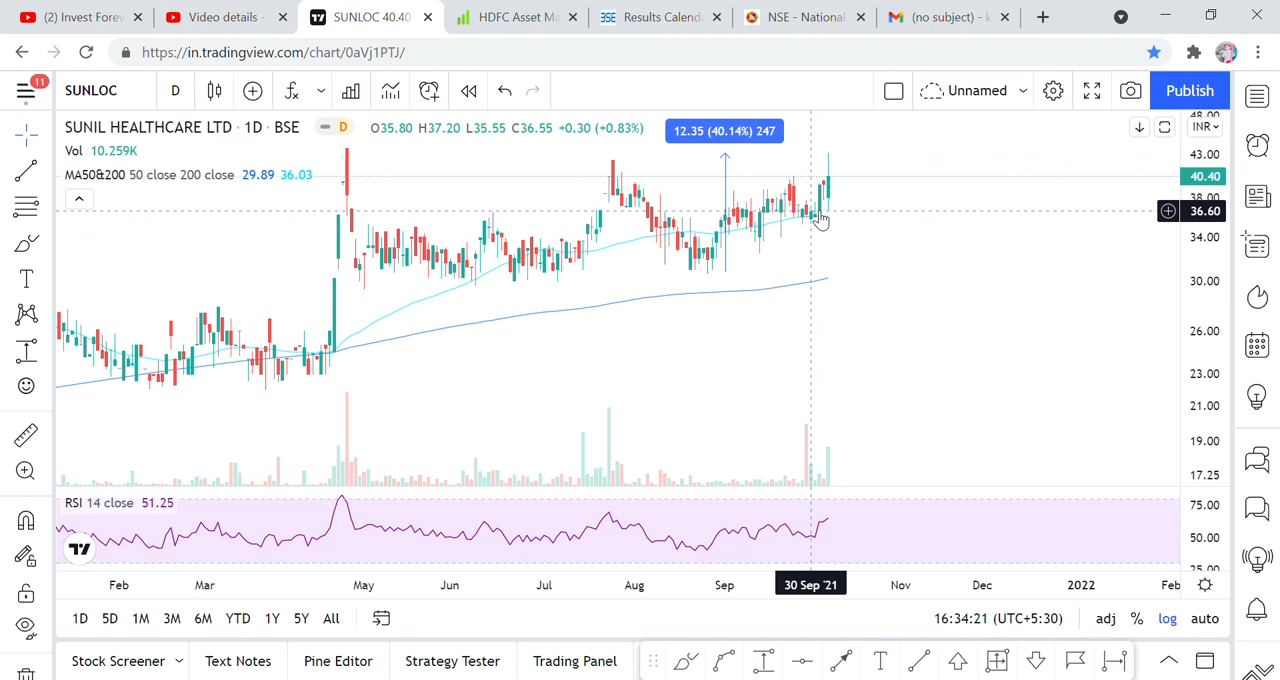 (2) Invest Forev
Video details -
SUNLOC 40.40
HDFC Asset M
Results Calend
NSE - National
(no subject) - k
https://in.tradingview.com/chart/0aVj1PTJ/
11
SUNLOC
D
Unnamed
Publish
SUNIL HEALTHCARE LTD · 1D · BSE
D
O35.80 H37.20 L35.55 C36.55 +0.30 (+0.83%)
12.35 (40.14%) 247
INR
Vol 10.259K
MA50&200 50 close 200 close 29.89 36.03
48.00
43.00
40.40
38.00
36.60
34.00
30.00
26.00
23.00
21.00
19.00
17.25
RSI 14 close 51.25
75.00
50.00
25.00
Feb
Mar
May
Jun
Jul
Aug
Sep
30 Sep '21
Nov
Dec
2022
Feb
1D 5D 1M 3M 6M YTD 1Y 5Y All
16:34:21 (UTC+5:30)
adj % log auto
Stock Screener
Text Notes
Pine Editor
Strategy Tester
Trading Panel